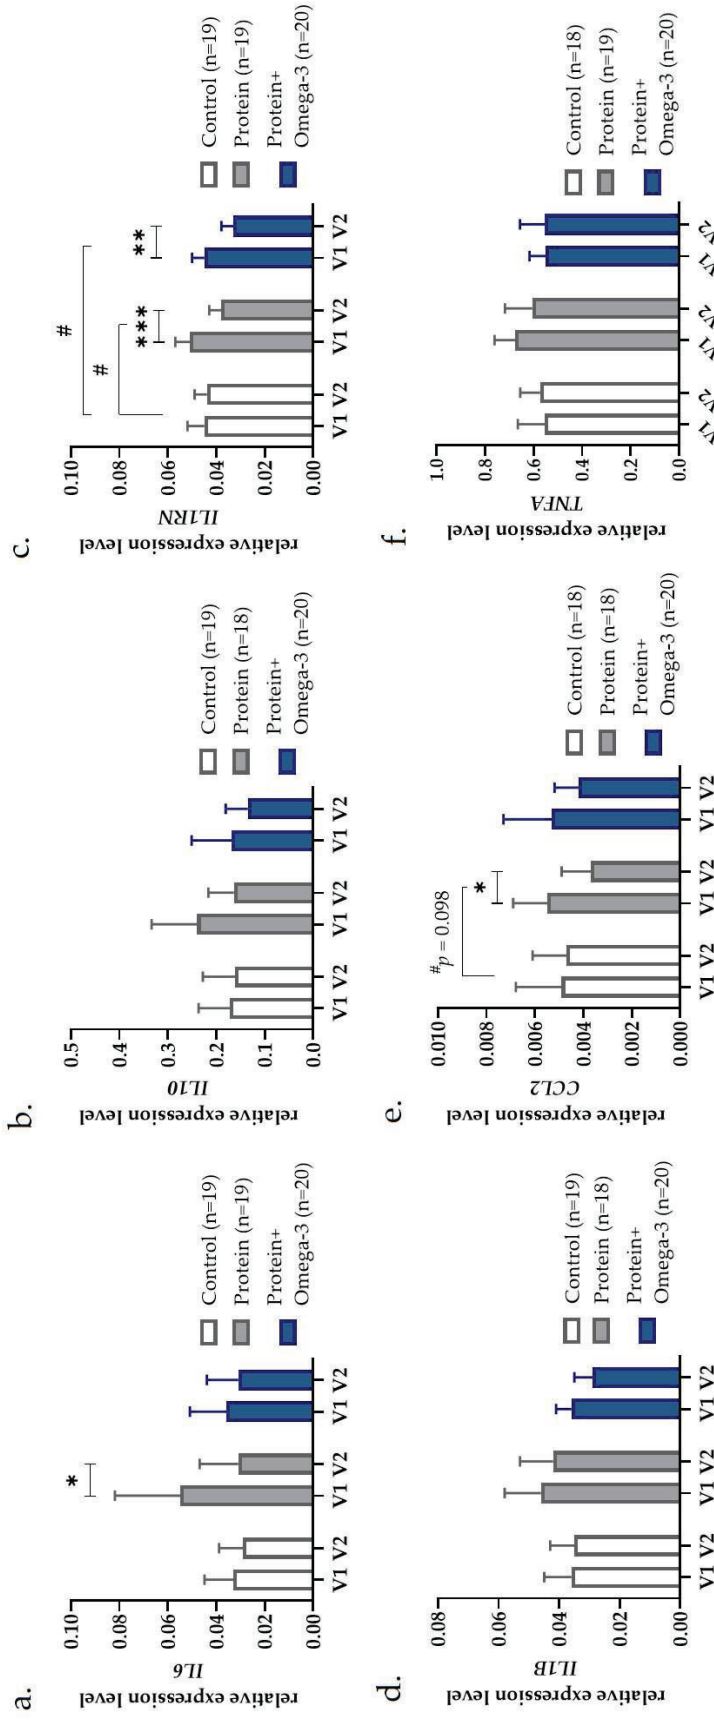 a.
relative expression level
IL6
0.10
0.08
0.06
0.04
0.02
0.00
*
V1 V2 V1 V2 V1 V2
Control (n=19)
Protein (n=19)
Protein+
Omega-3 (n=20)
b.
relative expression level
IL10
0.5
0.4
0.3
0.2
0.1
0.0
V1 V2 V1 V2 V1 V2
Control (n=19)
Protein (n=18)
Protein+
Omega-3 (n=20)
c.
relative expression level
IL1RN
0.10
0.08
0.06
0.04
0.02
0.00
#
#
***
**
V1 V2 V1 V2 V1 V2
Control (n=19)
Protein (n=19)
Protein+
Omega-3 (n=20)
d.
relative expression level
IL1B
0.08
0.06
0.04
0.02
0.00
V1 V2 V1 V2 V1 V2
Control (n=19)
Protein (n=18)
Protein+
Omega-3 (n=20)
e.
relative expression level
CCL2
0.010
0.008
0.006
0.004
0.002
0.000
#p = 0.098
*
V1 V2 V1 V2 V1 V2
Control (n=18)
Protein (n=18)
Protein+
Omega-3 (n=20)
f.
relative expression level
TNFA
1.0
0.8
0.6
0.4
0.2
0.0
V1 V2 V1 V2 V1 V2
Control (n=18)
Protein (n=19)
Protein+
Omega-3 (n=20)